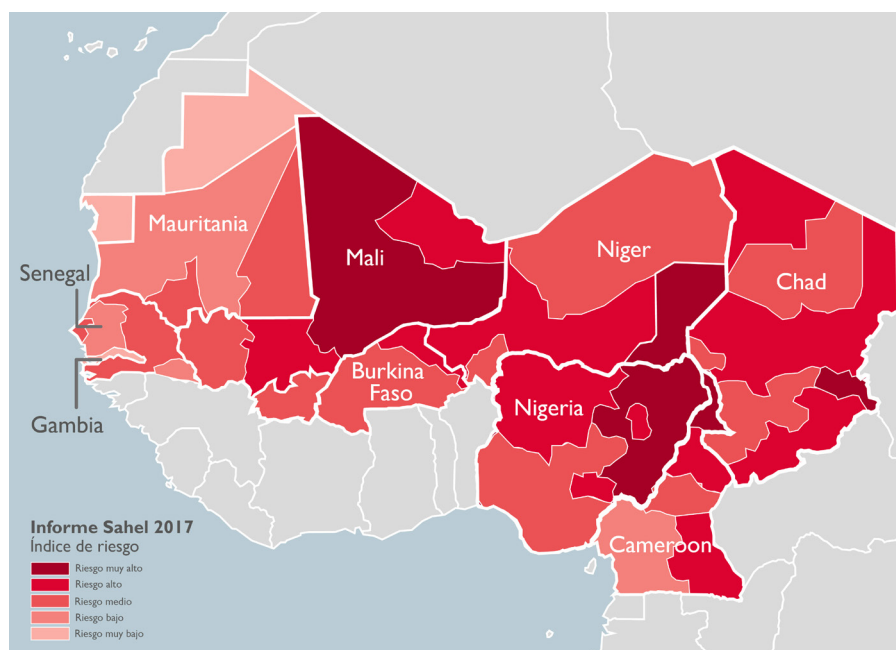 Mauritania
Mali
Niger
Chad
Senegal
Gambia
Burkina
Faso
Nigeria
Cameroon
Informe Sahel 2017
Índice de riesgo
Riesgo muy alto
Riesgo alto
Riesgo medio
Riesgo bajo
Riesgo muy bajo